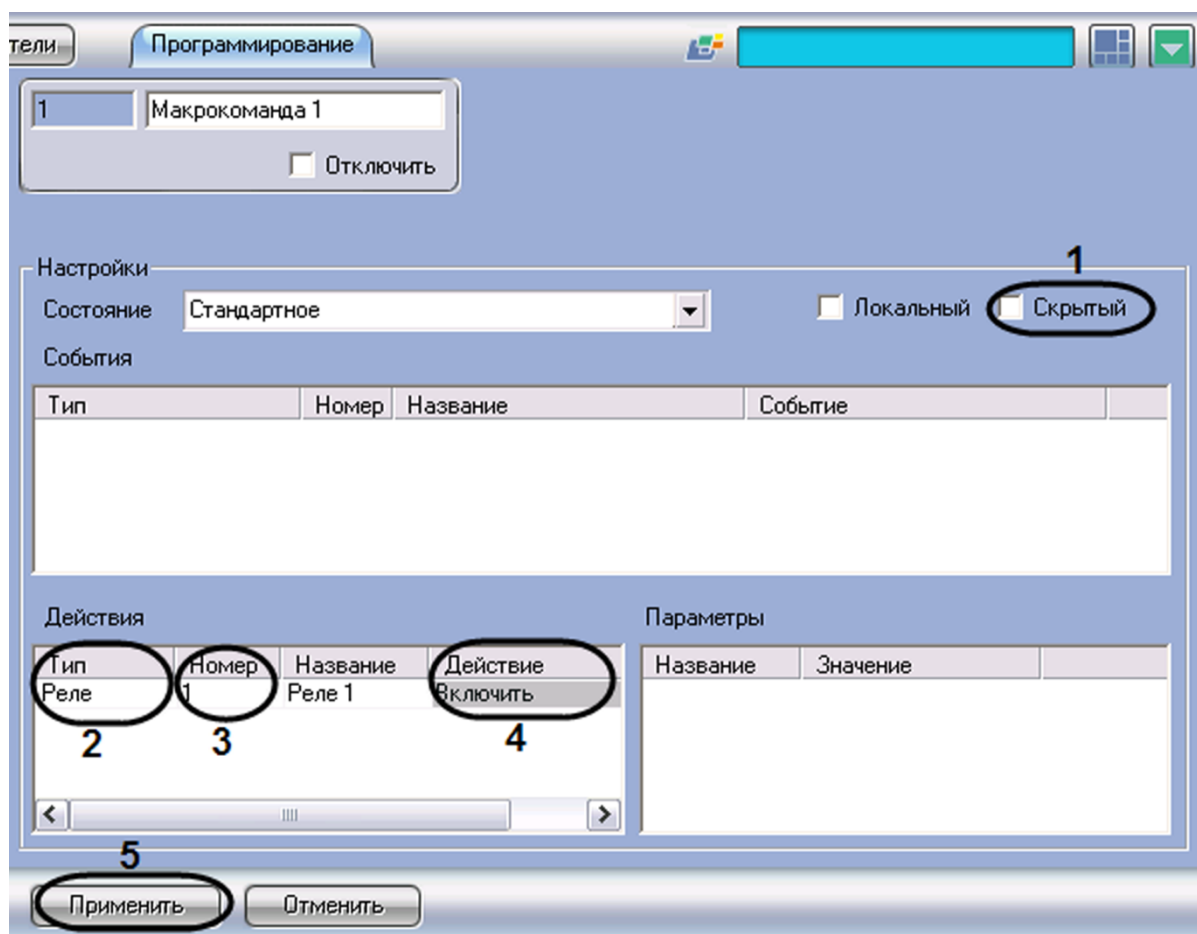 тели
Программирование
1 Макрокоманда 1
Отключить
1
Настройки
Состояние Стандартное Локальный Скрытый
События
Тип Номер Название Событие
Действия Параметры
Тип Номер Название Действие Название Значение
Реле 1 Реле 1 Включить
2 3 4
5
Применить Отменить